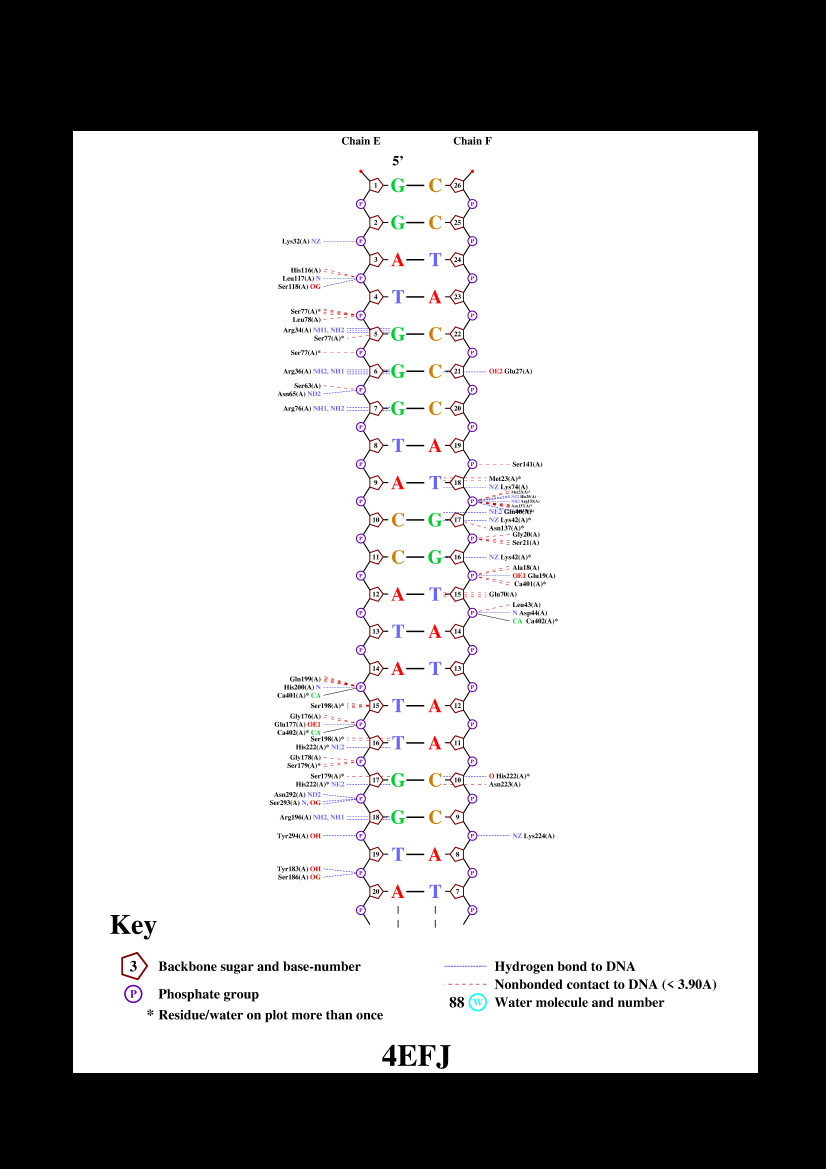 Chain E Chain F
5’
1 G C 26
P P
2 G C 25
Lys32(A) NZ P P
3 A T 24
His116(A)
Leu117(A) N P P
Ser118(A) OG
4 T A 23
Ser77(A)* P P
Leu78(A)
Arg34(A) NH1, NH2 5 G C 22
Ser77(A)*
Ser77(A)* P P
Arg36(A) NH2, NH1 6 G C 21 OE2 Glu27(A)
Ser63(A) P P
Asn65(A) ND2
Arg76(A) NH1, NH2 7 G C 20
P P
8 T A 19
P P Ser141(A)
9 A T 18 Met23(A)*
NZ Lys74(A)
P P
10 C G 17 NZ Lys42(A)*
Asn137(A)*
Gly20(A)
P P Ser21(A)
11 C G 16 NZ Lys42(A)*
Ala18(A)
P P OE1 Glu19(A)
Ca401(A)*
12 A T 15 Glu70(A)
Leu43(A)
P P N Asp44(A)
CA Ca402(A)*
13 T A 14
P P
14 A T 13
Gln199(A)
His200(A) N P P
Ca401(A)* CA
Ser198(A)* 15 T A 12
Gly176(A)
Glu177(A) OE1 P P
Ca402(A)* CA
Ser198(A)* 16 T A 11
His222(A)* NE2
Gly178(A) P P
Ser179(A)*
Ser179(A)* 17 G C 10 O His222(A)*
His222(A)* NE2 Asn223(A)
Asn292(A) ND2 P P
Ser293(A) N, OG
Arg196(A) NH2, NH1 18 G C 9
Tyr294(A) OH P P NZ Lys224(A)
19 T A 8
Tyr183(A) OH P P
Ser186(A) OG
20 A T 7
P P
Key
3 Backbone sugar and base-number
P Phosphate group
* Residue/water on plot more than once
Hydrogen bond to DNA
Nonbonded contact to DNA (< 3.90A)
88 W Water molecule and number
4EFJ